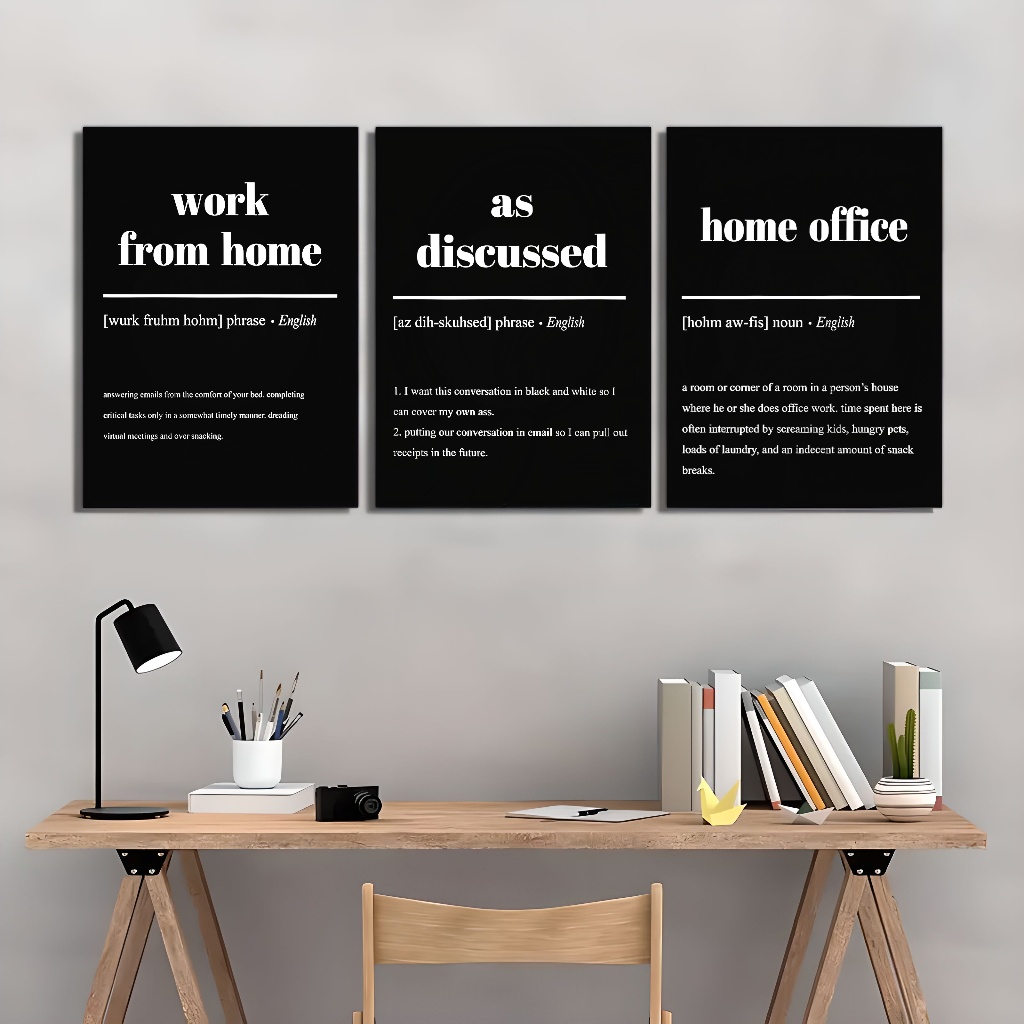 work
from home
[wurk fruhm hohm] phrase • English
answering emails from the comfort of your bed. completing
critical tasks only in a somewhat timely manner. dreading
virtual meetings and over snacking.
as
discussed
[az dih-skuhsed] phrase • English
1. I want this conversation in black and white so I
can cover my own ass.
2. putting our conversation in email so I can pull out
receipts in the future.
home office
[hohm aw-fis] noun • English
a room or corner of a room in a person's house
where he or she does office work. time spent here is
often interrupted by screaming kids, hungry pets,
loads of laundry, and an indecent amount of snack
breaks.